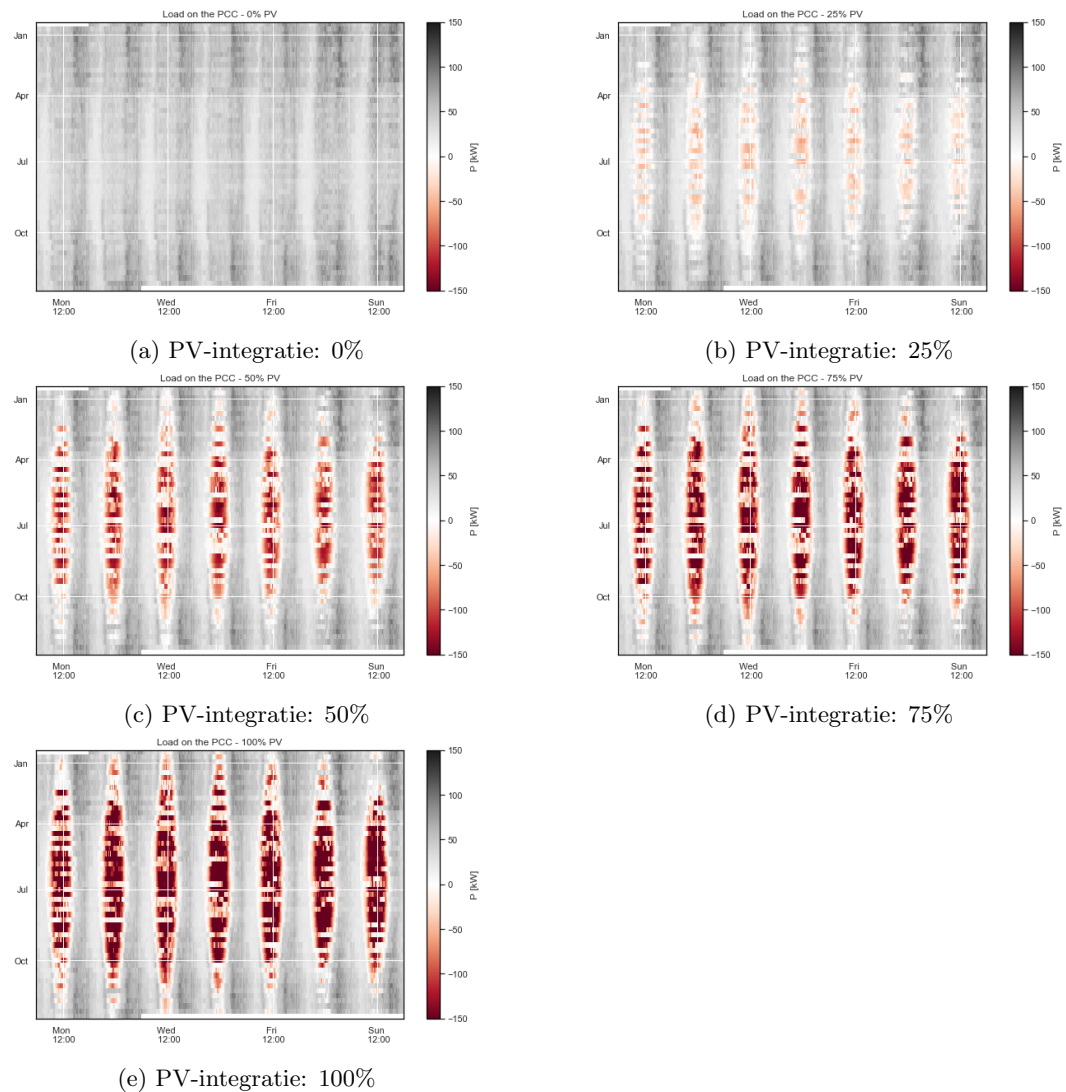 Load on the PCC - 0% PV
Jan
Apr
Jul
Oct
Mon
12:00
Wed
12:00
Fri
12:00
Sun
12:00
150
100
50
0
−50
−100
−150
P [kW]
(a) PV-integratie: 0%
Load on the PCC - 25% PV
Jan
Apr
Jul
Oct
Mon
12:00
Wed
12:00
Fri
12:00
Sun
12:00
150
100
50
0
−50
−100
−150
P [kW]
(b) PV-integratie: 25%
Load on the PCC - 50% PV
Jan
Apr
Jul
Oct
Mon
12:00
Wed
12:00
Fri
12:00
Sun
12:00
150
100
50
0
−50
−100
−150
P [kW]
(c) PV-integratie: 50%
Load on the PCC - 75% PV
Jan
Apr
Jul
Oct
Mon
12:00
Wed
12:00
Fri
12:00
Sun
12:00
150
100
50
0
−50
−100
−150
P [kW]
(d) PV-integratie: 75%
Load on the PCC - 100% PV
Jan
Apr
Jul
Oct
Mon
12:00
Wed
12:00
Fri
12:00
Sun
12:00
150
100
50
0
−50
−100
−150
P [kW]
(e) PV-integratie: 100%